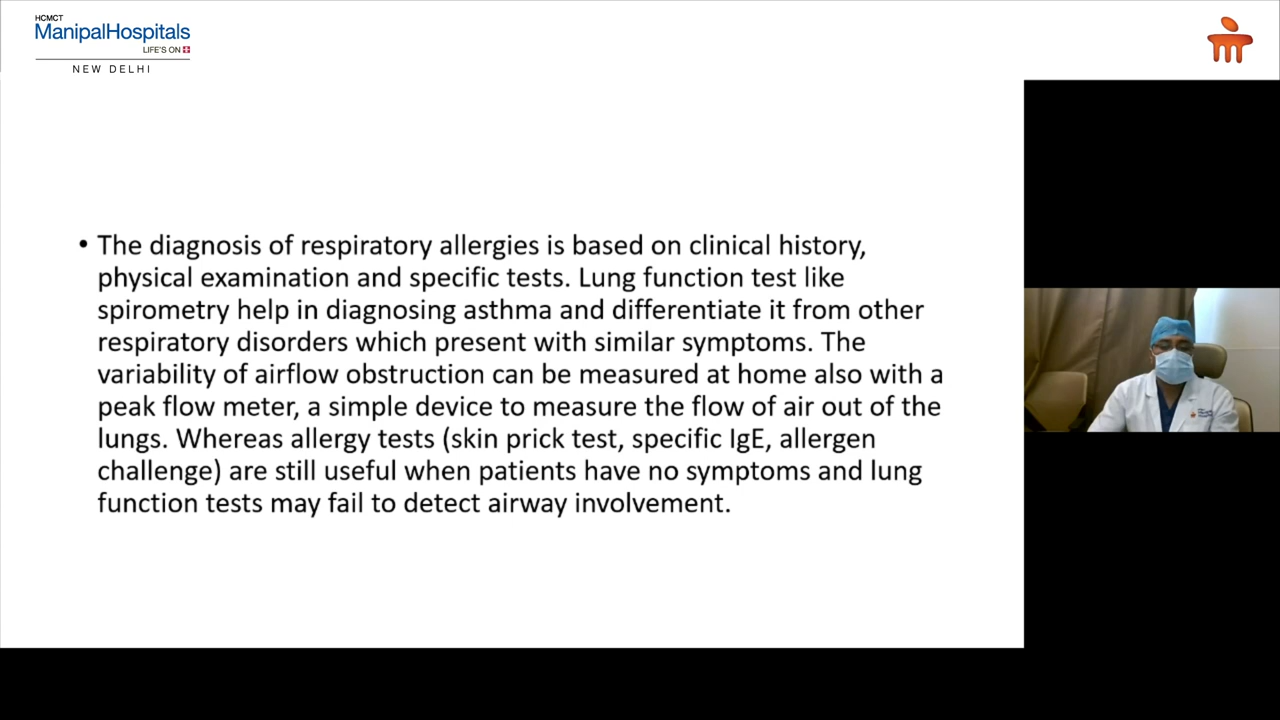 HCMCT
ManipalHospitals
LIFE'S ON
NEW DELHI
• The diagnosis of respiratory allergies is based on clinical history,
physical examination and specific tests. Lung function test like
spirometry help in diagnosing asthma and differentiate it from other
respiratory disorders which present with similar symptoms. The
variability of airflow obstruction can be measured at home also with a
peak flow meter, a simple device to measure the flow of air out of the
lungs. Whereas allergy tests (skin prick test, specific IgE, allergen
challenge) are still useful when patients have no symptoms and lung
function tests may fail to detect airway involvement.